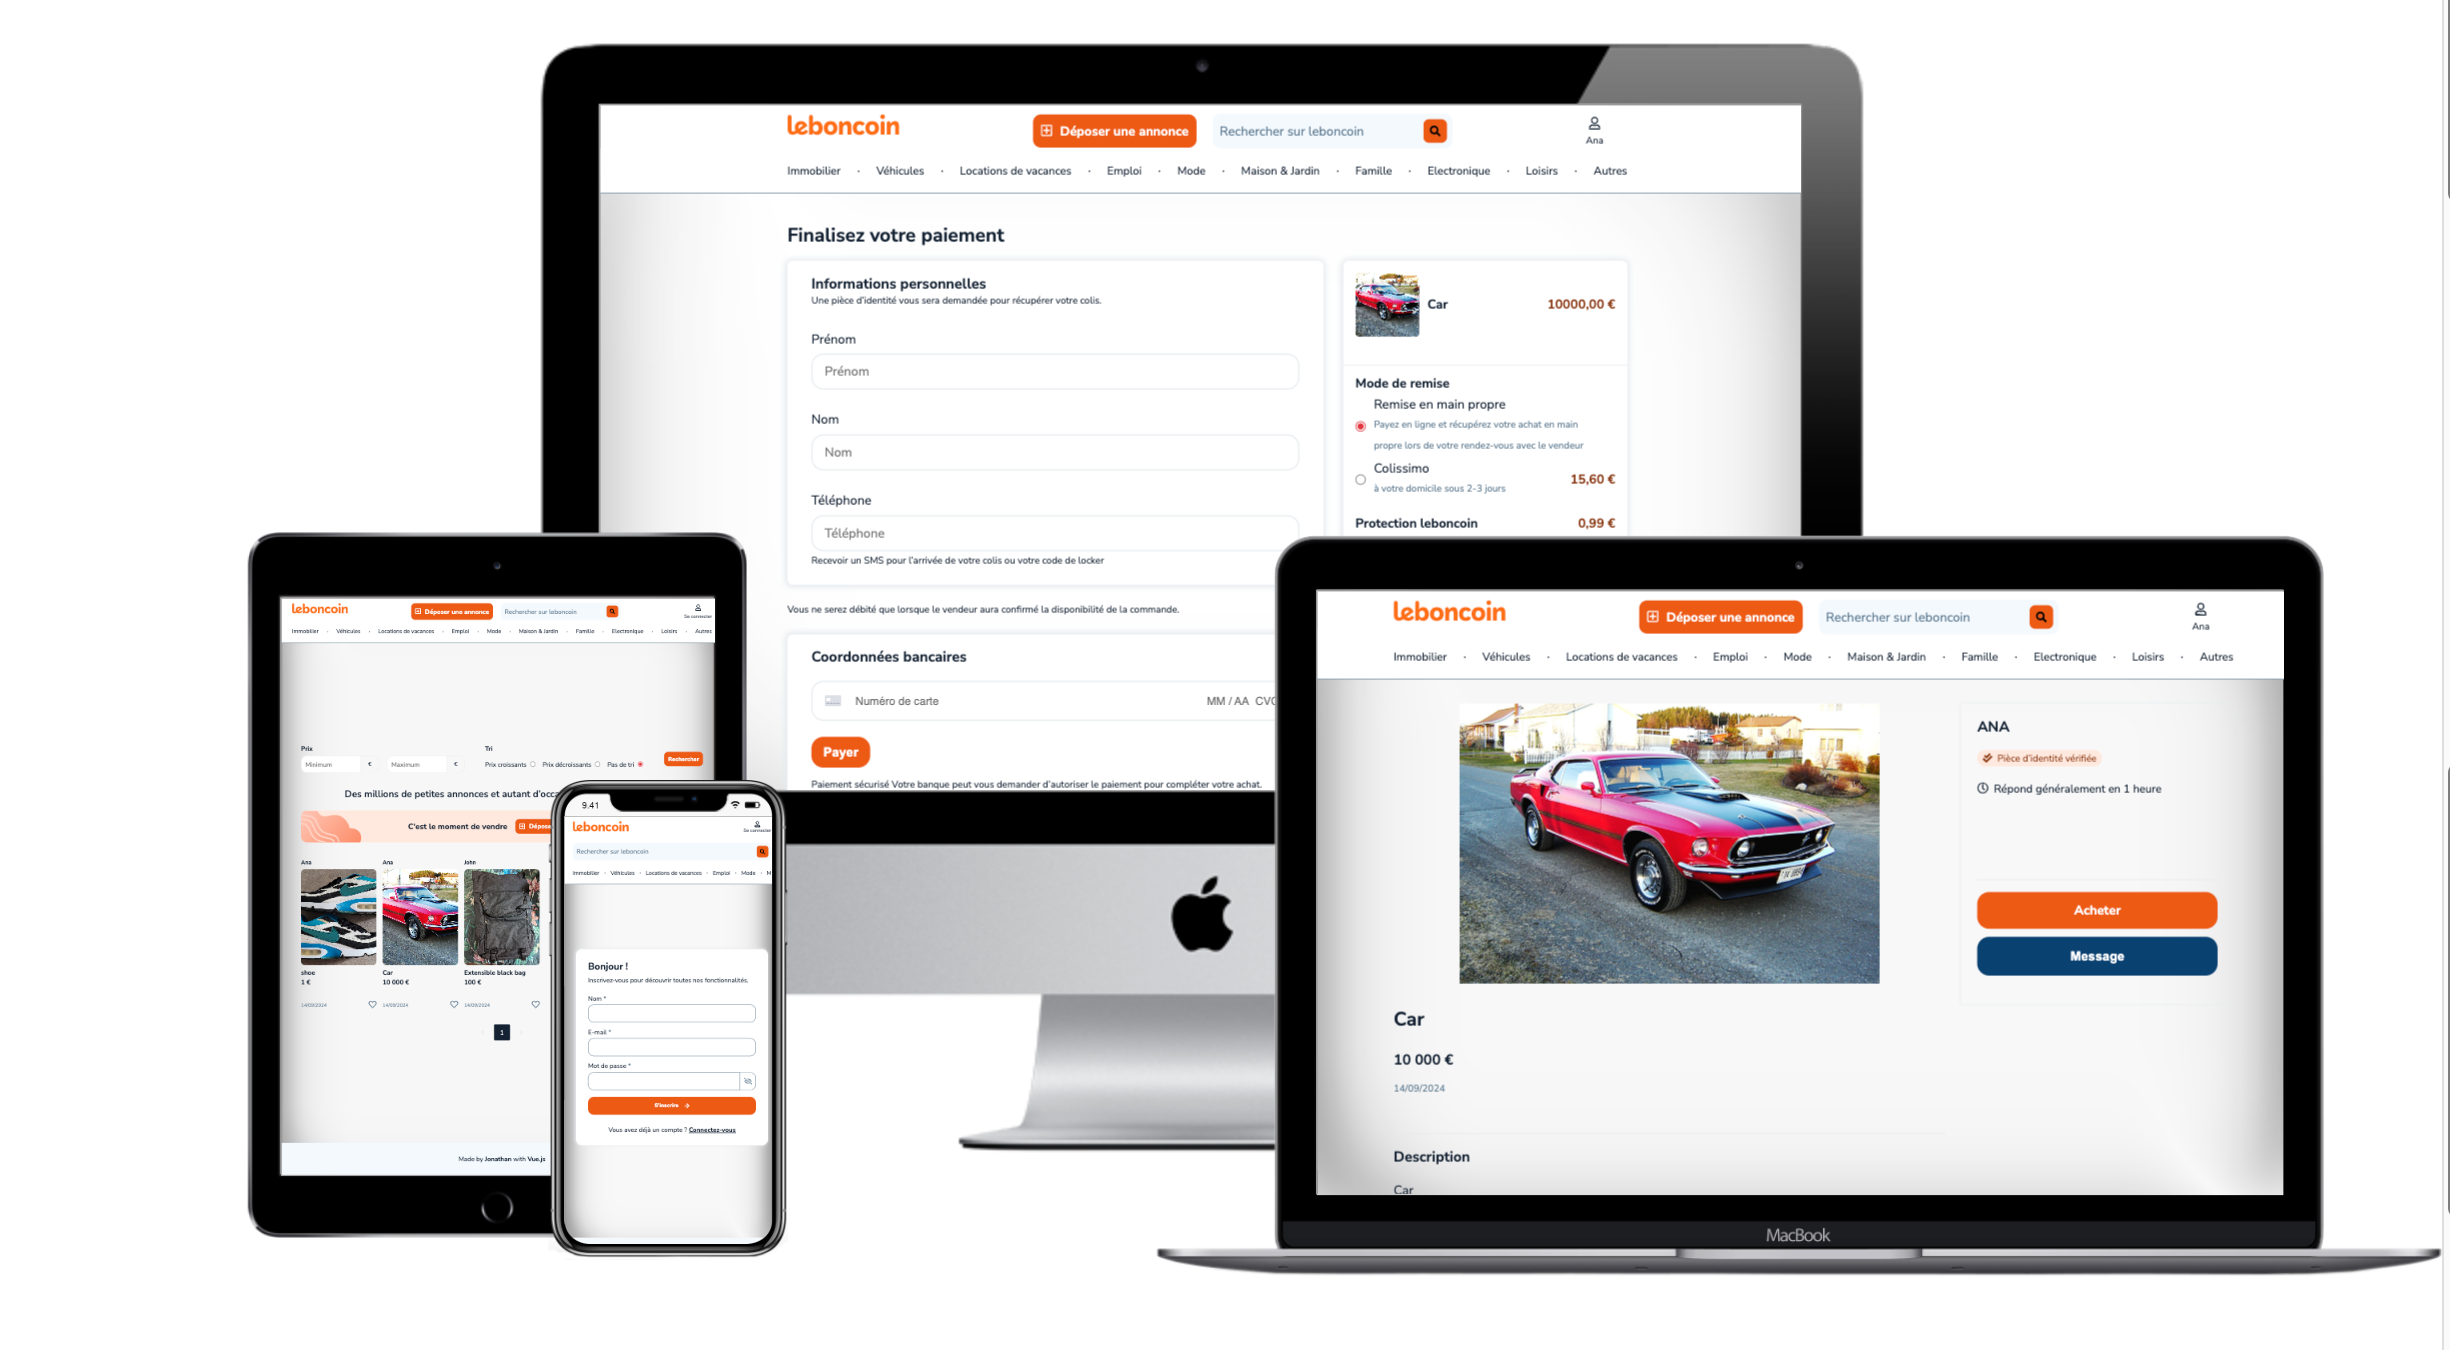 leboncoin
Déposer une annonce
Rechercher sur leboncoin
Ana
Immobilier · Véhicules · Locations de vacances · Emploi · Mode · Maison & Jardin · Famille · Electronique · Loisirs · Autres
Finalisez votre paiement
Informations personnelles
Une pièce d'identité vous sera demandée pour récupérer votre colis.
Prénom
Prénom
Nom
Nom
Téléphone
Téléphone
Recevoir un SMS pour l'arrivée de votre colis ou votre code de locker
Car 10000,00 €
Mode de remise
Remise en main propre
Payez en ligne et récupérez votre achat en main
propre lors de votre rendez-vous avec le vendeur
Colissimo
15,60 €
à votre domicile sous 2-3 jours
Protection leboncoin 0,99 €
Vous ne serez débité que lorsque le vendeur aura confirmé la disponibilité de la commande.
Coordonnées bancaires
Numéro de carte MM / AA CVC
Payer
Paiement sécurisé Votre banque peut vous demander d'autoriser le paiement pour compléter votre achat.
leboncoin
Déposer une annonce
Rechercher sur leboncoin
Se connecter
Immobilier · Véhicules · Locations de vacances · Emploi · Mode · Maison & Jardin · Famille · Electronique · Loisirs · Autres
Prix
Minimum €
Maximum €
Tri
Prix croissants Prix décroissants Pas de tri
Rechercher
Des millions de petites annonces et autant d'occa
C'est le moment de vendre
Dépose
Ana Ana John
shoe Car Extensible black bag
1 € 10 000 € 100 €
14/09/2024 14/09/2024 14/09/2024
1
Made by Jonathan with Vue.js
9.41
leboncoin
Se connecter
Rechercher sur leboncoin
Immobilier · Véhicules · Locations de vacances · Emploi · Mode · M
Bonjour !
Inscrivez-vous pour découvrir toutes nos fonctionnalités.
Nom *
E-mail *
Mot de passe *
S'inscrire
Vous avez déjà un compte ? Connectez-vous
leboncoin
Déposer une annonce
Rechercher sur leboncoin
Ana
Immobilier · Véhicules · Locations de vacances · Emploi · Mode · Maison & Jardin · Famille · Electronique · Loisirs · Autres
ANA
Pièce d'identité vérifiée
Répond généralement en 1 heure
Acheter
Message
Car
10 000 €
14/09/2024
Description
Car
MacBook